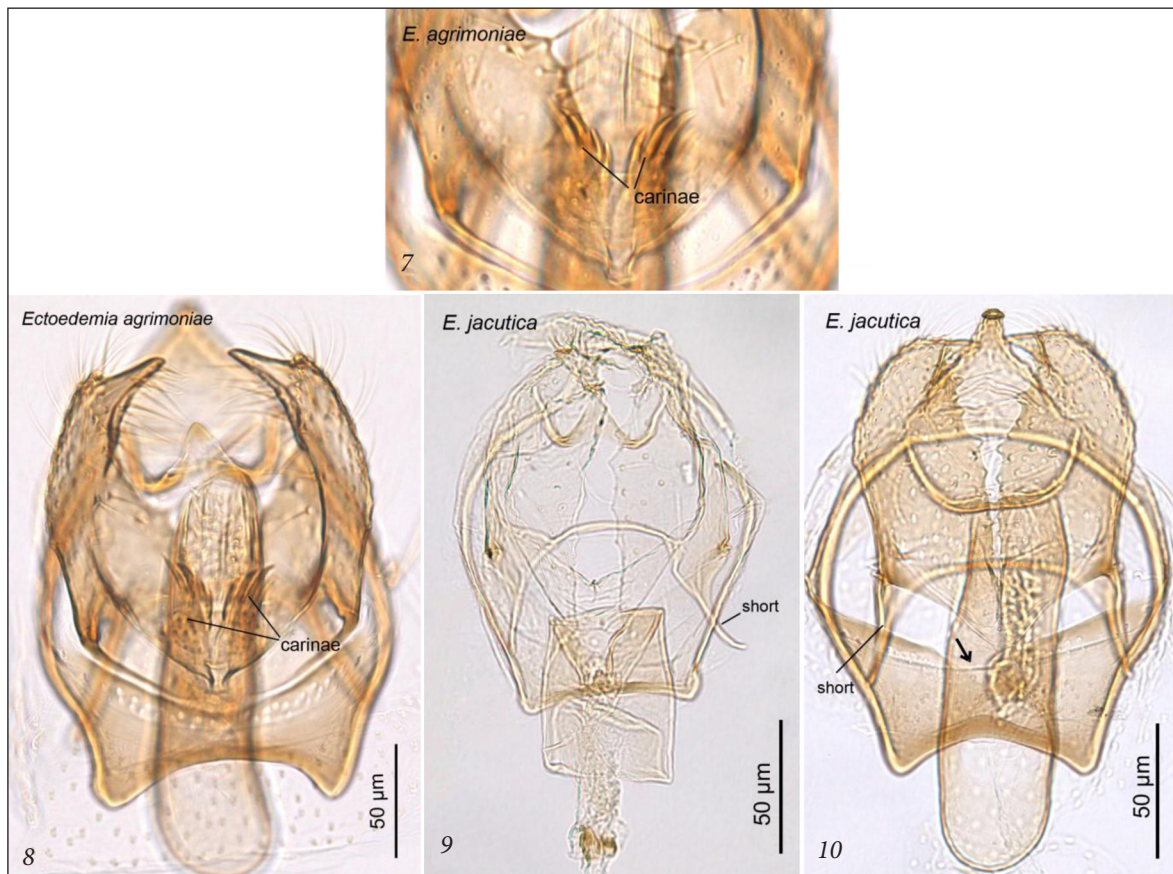 E. agrimoniae
carinae
7
Ectoedemia agrimoniae
carinae
50 µm
8
E. jacutica
short
50 µm
9
E. jacutica
short
50 µm
10